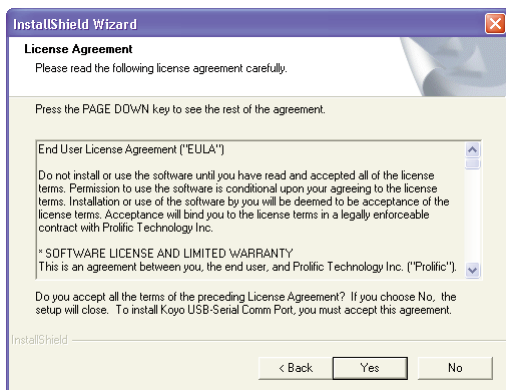 InstallShield Wizard
License Agreement
Please read the following license agreement carefully.
Press the PAGE DOWN key to see the rest of the agreement.
End User License Agreement ("EULA")
Do not install or use the software until you have read and accepted all of the license
terms. Permission to use the software is conditional upon your agreeing to the license
terms. Installation or use of the software by you will be deemed to be acceptance of the
license terms. Acceptance will bind you to the license terms in a legally enforceable
contract with Prolific Technology Inc.
* SOFTWARE LICENSE AND LIMITED WARRANTY
This is an agreement between you, the end user, and Prolific Technology Inc. ("Prolific").
Do you accept all the terms of the preceding License Agreement? If you choose No, the
setup will close. To install Koyo USB-Serial Comm Port, you must accept this agreement.
InstallShield
< Back
Yes
No